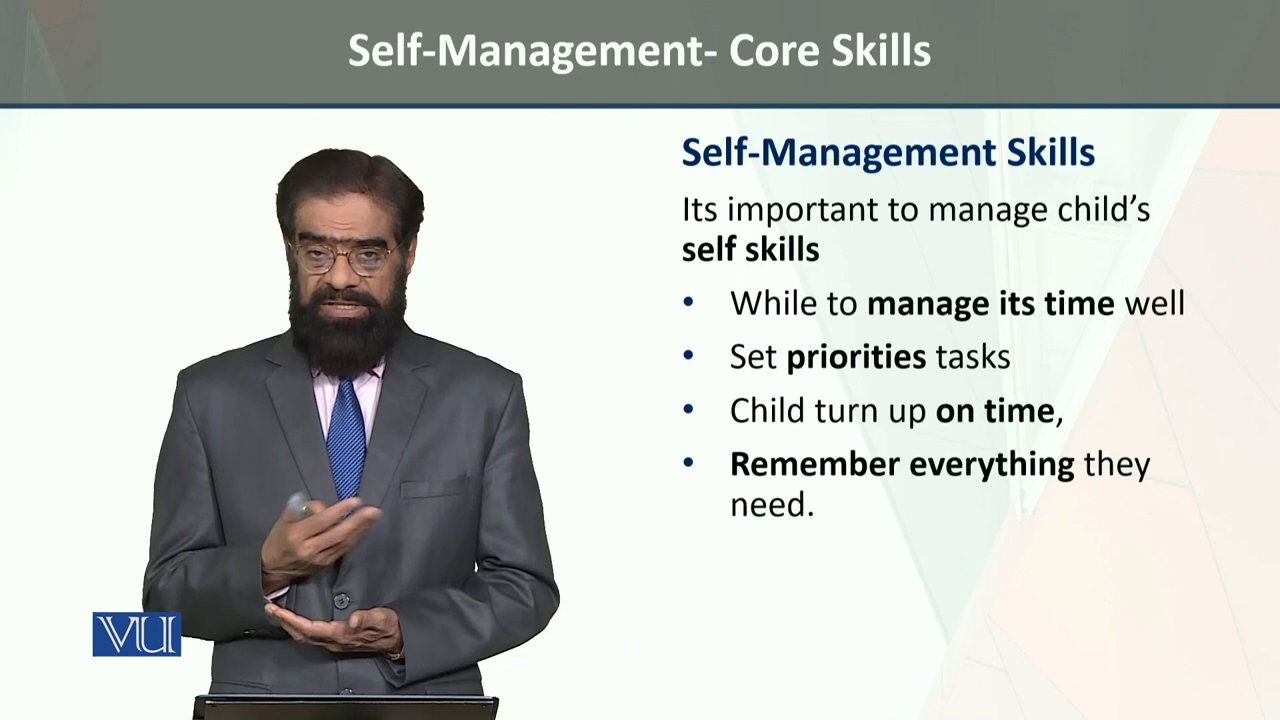 Self-Management- Core Skills
Self-Management Skills
Its important to manage child’s
self skills
• While to manage its time well
• Set priorities tasks
• Child turn up on time,
• Remember everything they
need.
VU